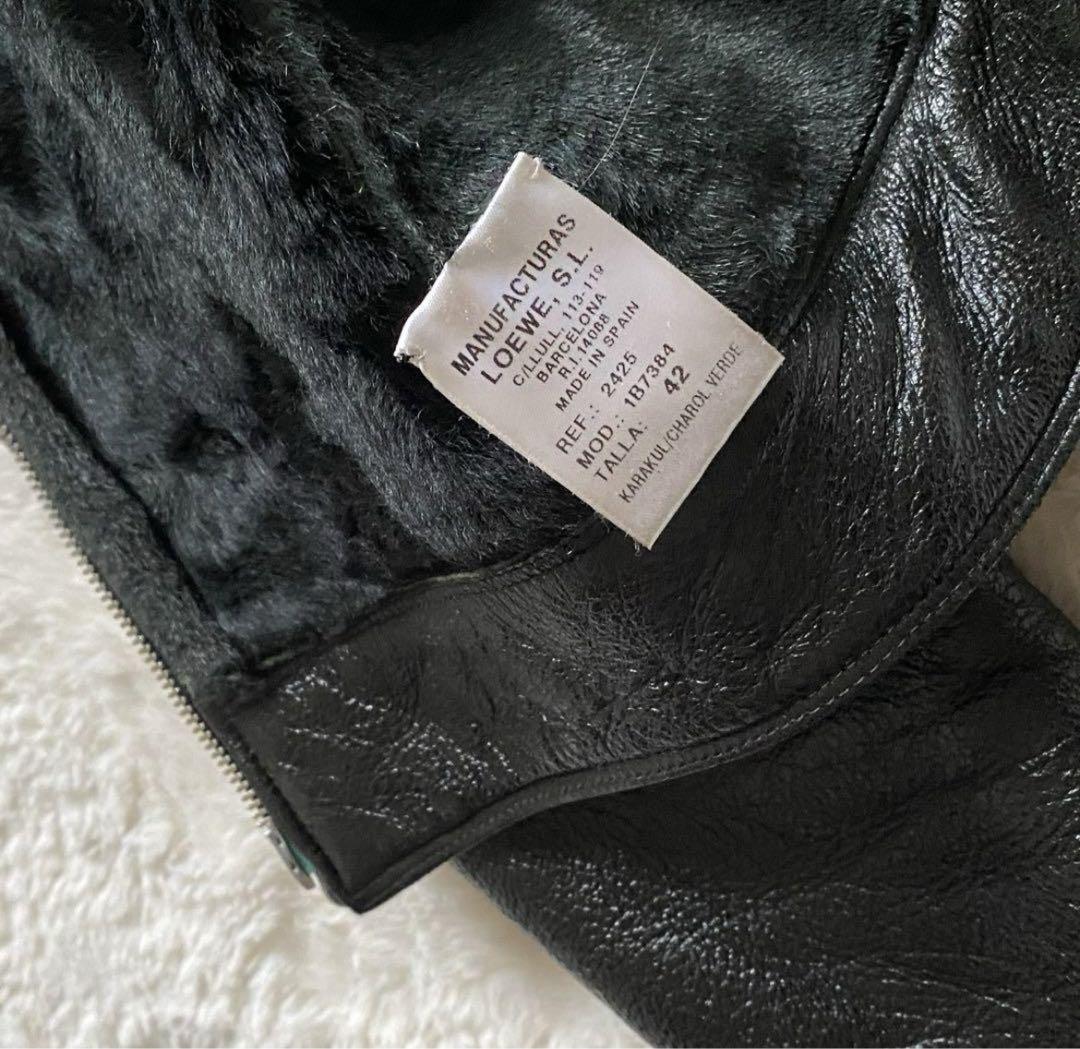 MANUFACTURAS
LOEWE, S.L.
C/LLULL, 113-119
BARCELONA
R.I. 14068
MADE IN SPAIN
REF.: 2425
MOD.: 1B7384
TALLA: 42
KARAKUL/CHAROL VERDE